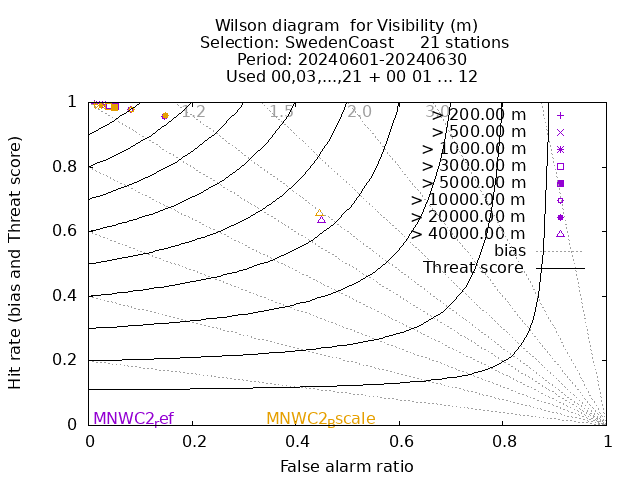 Wilson diagram  for Visibility (m)
Selection: SwedenCoast     21 stations
Period: 20240601-20240630
Used 00,03,...,21 + 00 01 ... 12
Hit rate (bias and Threat score)
1
0.8
0.6
0.4
0.2
0
1.2
1.5
2.0
3.0
> 200.00 m
> 500.00 m
> 1000.00 m
> 3000.00 m
> 5000.00 m
> 10000.00 m
> 20000.00 m
> 40000.00 m
bias
Threat score
MNWC2ref
MNWC2Bscale
0
0.2
0.4
0.6
0.8
1
False alarm ratio